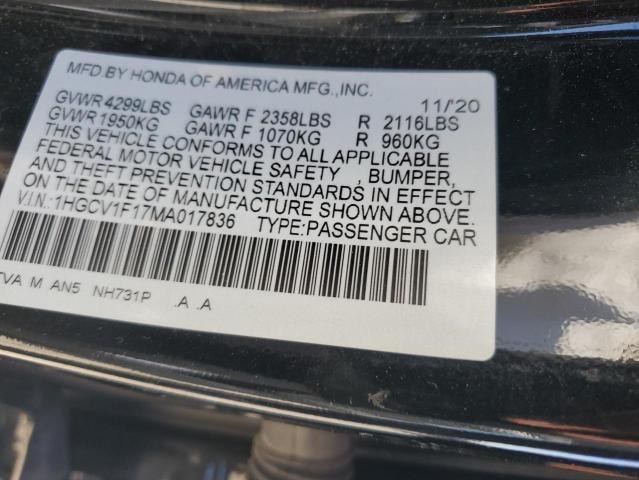 MFD.BY HONDA OF AMERICA MFG.,INC.
11/'20
GVWR 4299LBS GAWR F 2358LBS R 2116LBS
GVWR 1950KG GAWR F 1070KG R 960KG
THIS VEHICLE CONFORMS TO ALL APPLICABLE
FEDERAL MOTOR VEHICLE SAFETY , BUMPER,
AND THEFT PREVENTION STANDARDS IN EFFECT
ON THE DATE OF MANUFACTURE SHOWN ABOVE.
V.I.N.:1HGCV1F17MA017836 TYPE:PASSENGER CAR
TVA M AN5 NH731P .A .A